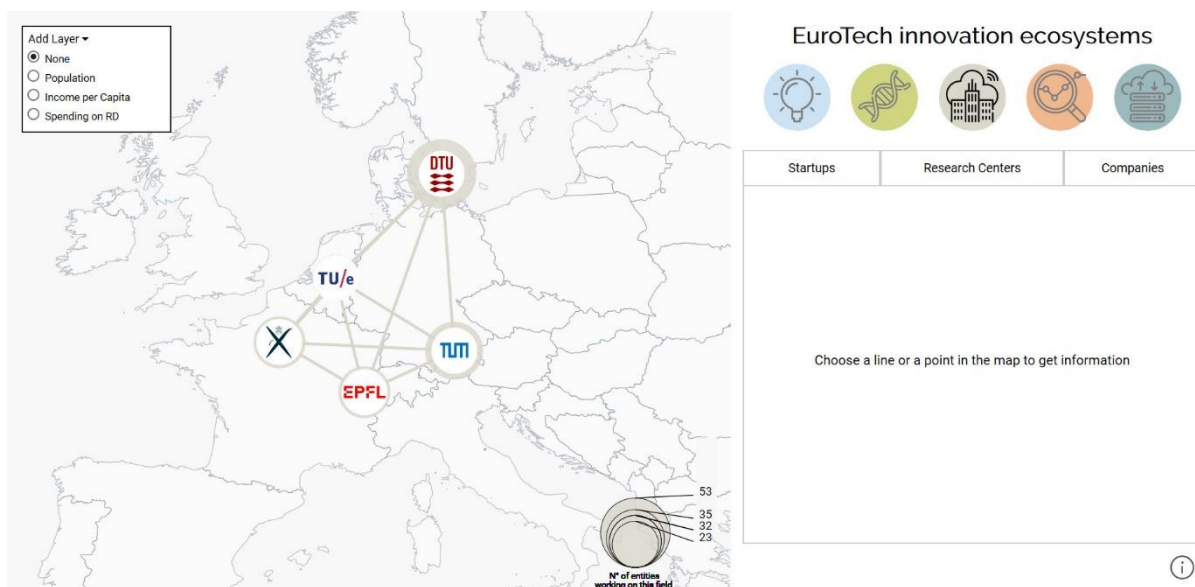 Add Layer
None
Population
Income per Capita
Spending on RD
DTU
TU/e
TUM
EPFL
53
35
32
23
N° of entities
working on this field
EuroTech innovation ecosystems
Startups
Research Centers
Companies
Choose a line or a point in the map to get information
i